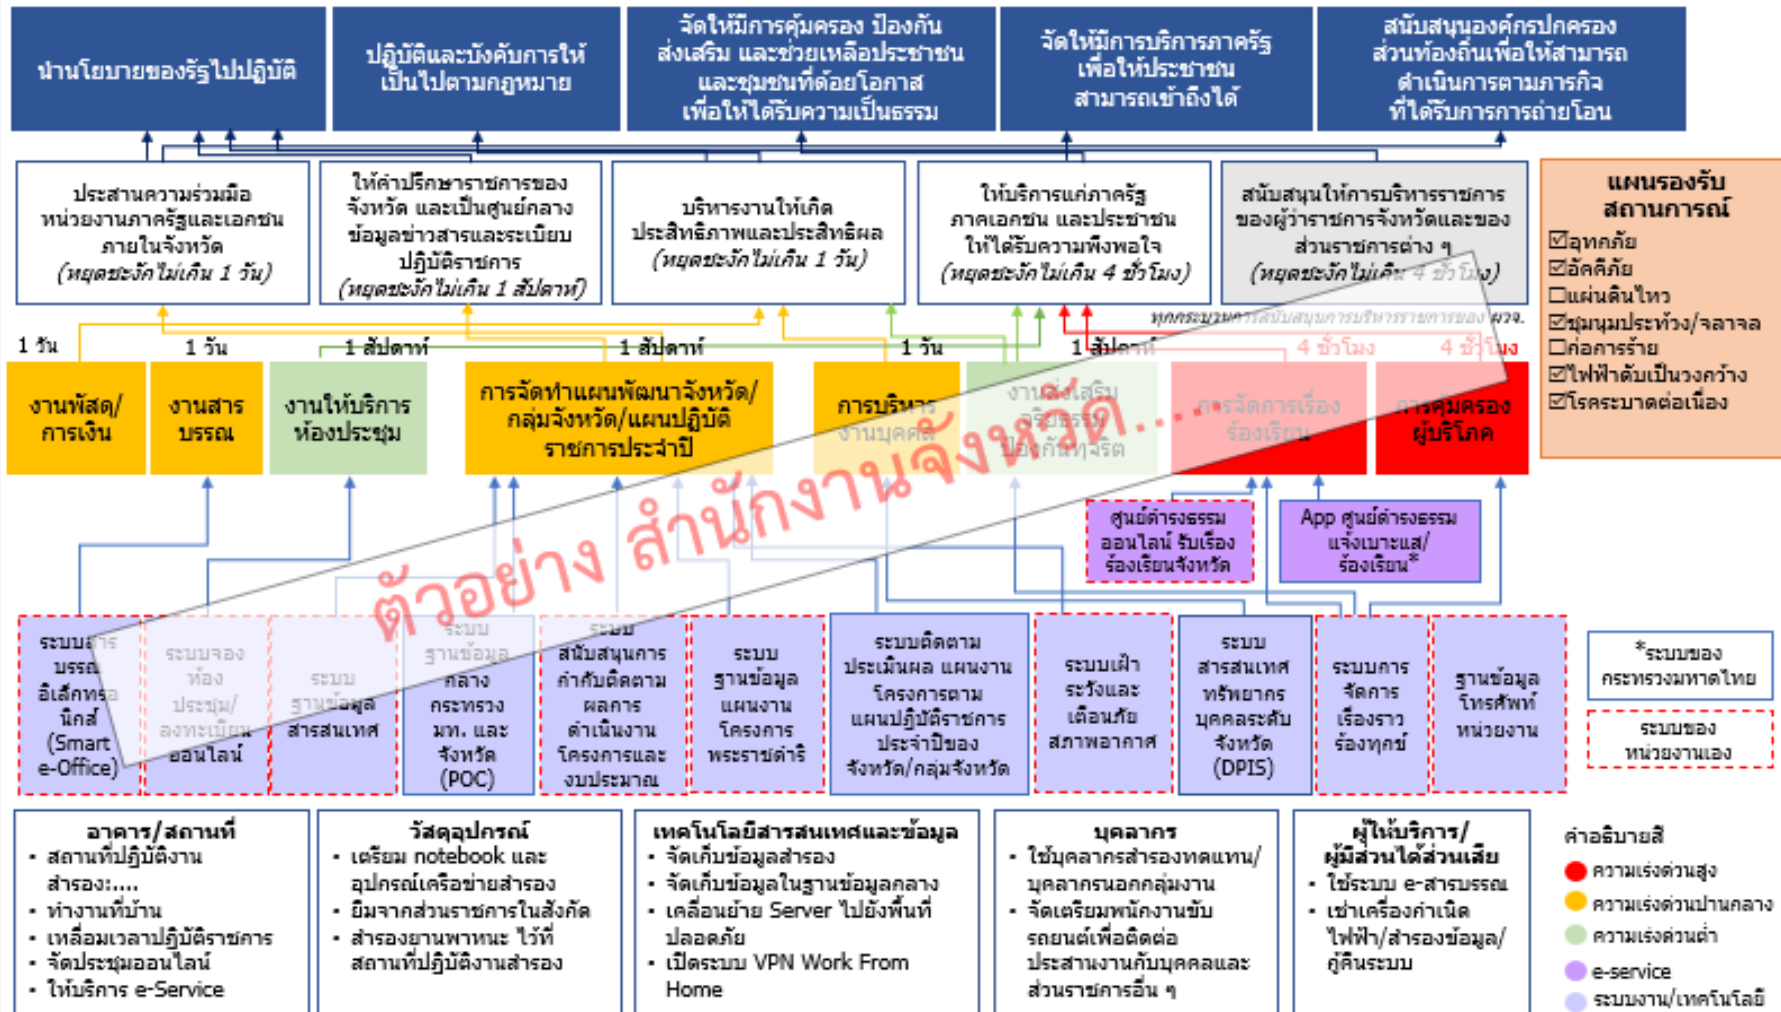 นำนโยบายของรัฐไปปฏิบัติ
ปฏิบัติและบังคับการให้
เป็นไปตามกฎหมาย
จัดให้มีการคุ้มครอง ป้องกัน
ส่งเสริม และช่วยเหลือประชาชน
และชุมชนที่ด้อยโอกาส
เพื่อให้ได้รับความเป็นธรรม
จัดให้มีการบริการภาครัฐ
เพื่อให้ประชาชน
สามารถเข้าถึงได้
สนับสนุนองค์กรปกครอง
ส่วนท้องถิ่นเพื่อให้สามารถ
ดำเนินการตามภารกิจ
ที่ได้รับการถ่ายโอน
ประสานความร่วมมือ
หน่วยงานภาครัฐและเอกชน
ภายในจังหวัด
(หยุดชะงักไม่เกิน 1 วัน)
ให้คำปรึกษาราชการของ
จังหวัด และเป็นศูนย์กลาง
ข้อมูลข่าวสารและระเบียบ
ปฏิบัติราชการ
(หยุดชะงักไม่เกิน 1 สัปดาห์)
บริหารงานให้เกิด
ประสิทธิภาพและประสิทธิผล
(หยุดชะงักไม่เกิน 1 วัน)
ให้บริการแก่ภาครัฐ
ภาคเอกชน และประชาชน
ให้ได้รับความพึงพอใจ
(หยุดชะงักไม่เกิน 4 ชั่วโมง)
สนับสนุนให้การบริหารราชการ
ของผู้ว่าราชการจังหวัดและของ
ส่วนราชการต่าง ๆ
(หยุดชะงักไม่เกิน 4 ชั่วโมง)
ทุกกระบวนการสนับสนุนการบริหารราชการของ ผวจ.
แผนรองรับ
สถานการณ์
☑อุทกภัย
☑อัคคีภัย
☐แผ่นดินไหว
☑ชุมนุมประท้วง/จลาจล
☐ก่อการร้าย
☑ไฟฟ้าดับเป็นวงกว้าง
☑โรคระบาดต่อเนื่อง
1 วัน
1 วัน
1 สัปดาห์
1 สัปดาห์
1 วัน
1 สัปดาห์
4 ชั่วโมง
4 ชั่วโมง
งานพัสดุ/
การเงิน
งานสาร
บรรณ
งานให้บริการ
ห้องประชุม
การจัดทำแผนพัฒนาจังหวัด/
กลุ่มจังหวัด/แผนปฏิบัติ
ราชการประจำปี
การบริหาร
งานบุคคล
งานส่งเสริม
จริยธรรม
ป้องกันทุจริต
การจัดการเรื่อง
ร้องเรียน
การคุ้มครอง
ผู้บริโภค
ตัวอย่าง สำนักงานจังหวัด....
ศูนย์ดำรงธรรม
ออนไลน์ รับเรื่อง
ร้องเรียนจังหวัด
App ศูนย์ดำรงธรรม
แจ้งเบาะแส/
ร้องเรียน*
ระบบสาร
บรรณ
อิเล็กทรอ
นิกส์
(Smart
e-Office)
ระบบจอง
ห้อง
ประชุม/
ลงทะเบียน
ออนไลน์
ระบบ
ฐานข้อมูล
สารสนเทศ
ระบบ
ฐานข้อมูล
กลาง
กระทรวง
มท. และ
จังหวัด
(POC)
ระบบ
สนับสนุนการ
กำกับติดตาม
ผลการ
ดำเนินงาน
โครงการและ
งบประมาณ
ระบบ
ฐานข้อมูล
แผนงาน
โครงการ
พระราชดำริ
ระบบติดตาม
ประเมินผล แผนงาน
โครงการตาม
แผนปฏิบัติราชการ
ประจำปีของ
จังหวัด/กลุ่มจังหวัด
ระบบเฝ้า
ระวังและ
เตือนภัย
สภาพอากาศ
ระบบ
สารสนเทศ
ทรัพยากร
บุคคลระดับ
จังหวัด
(DPIS)
ระบบการ
จัดการ
เรื่องราว
ร้องทุกข์
ฐานข้อมูล
โทรศัพท์
หน่วยงาน
*ระบบของ
กระทรวงมหาดไทย
ระบบของ
หน่วยงานเอง
อาคาร/สถานที่
▪ สถานที่ปฏิบัติงาน
สำรอง:....
▪ ทำงานที่บ้าน
▪ เหลื่อมเวลาปฏิบัติราชการ
▪ จัดประชุมออนไลน์
▪ ให้บริการ e-Service
วัสดุอุปกรณ์
▪ เตรียม notebook และ
อุปกรณ์เครือข่ายสำรอง
▪ ยืมจากส่วนราชการในสังกัด
▪ สำรองยานพาหนะ ไว้ที่
สถานที่ปฏิบัติงานสำรอง
เทคโนโลยีสารสนเทศและข้อมูล
▪ จัดเก็บข้อมูลสำรอง
▪ จัดเก็บข้อมูลในฐานข้อมูลกลาง
▪ เคลื่อนย้าย Server ไปยังพื้นที่
ปลอดภัย
▪ เปิดระบบ VPN Work From
Home
บุคลากร
▪ ใช้บุคลากรสำรองทดแทน/
บุคลากรนอกกลุ่มงาน
▪ จัดเตรียมพนักงานขับ
รถยนต์เพื่อติดต่อ
ประสานงานกับบุคคลและ
ส่วนราชการอื่น ๆ
ผู้ให้บริการ/
ผู้มีส่วนได้ส่วนเสีย
▪ ใช้ระบบ e-สารบรรณ
▪ เช่าเครื่องกำเนิด
ไฟฟ้า/สำรองข้อมูล/
กู้คืนระบบ
คำอธิบายสี
ความเร่งด่วนสูง
ความเร่งด่วนปานกลาง
ความเร่งด่วนต่ำ
e-service
ระบบงาน/เทคโนโลยี